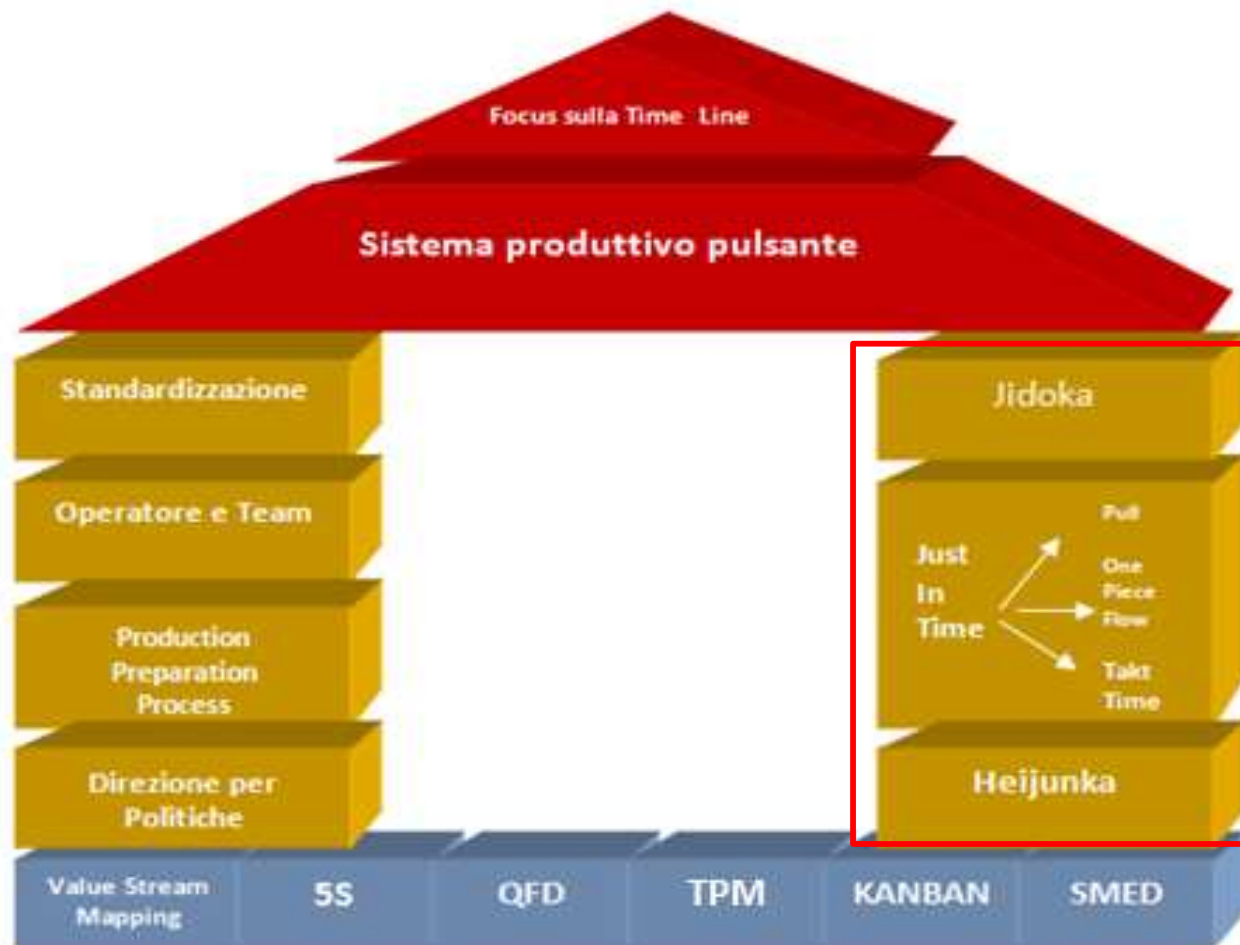 Focus sulla Time Line
Sistema produttivo pulsante
Standardizzazione
Operatore e Team
Production
Preparation
Process
Direzione per
Politiche
Jidoka
Just
In
Time
Pull
One
Piece
Flow
Takt
Time
Heijunka
Value Stream
Mapping
5S
QFD
TPM
KANBAN
SMED